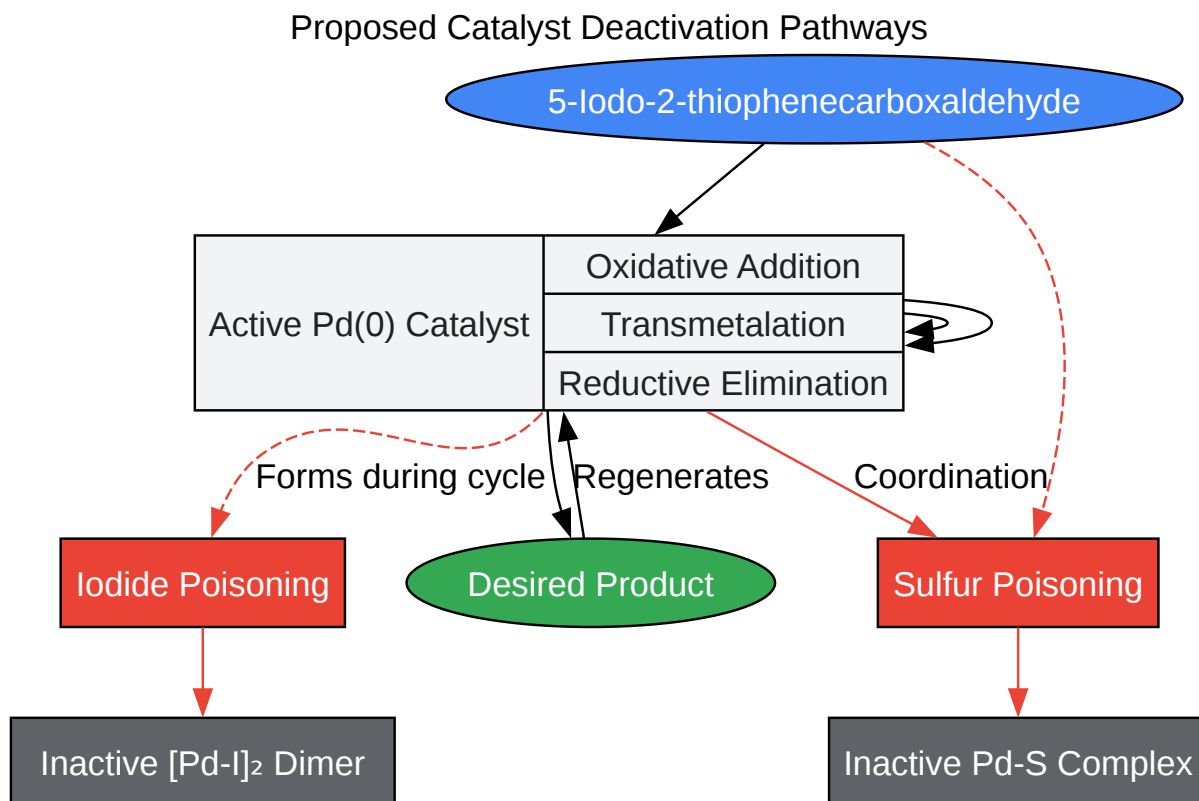 Proposed Catalyst Deactivation Pathways
5-Iodo-2-thiophenecarboxaldehyde
Active Pd(0) Catalyst
Oxidative Addition
Transmetalation
Reductive Elimination
Forms during cycle
Regenerates
Coordination
Iodide Poisoning
Desired Product
Sulfur Poisoning
Inactive [Pd-I]₂ Dimer
Inactive Pd-S Complex